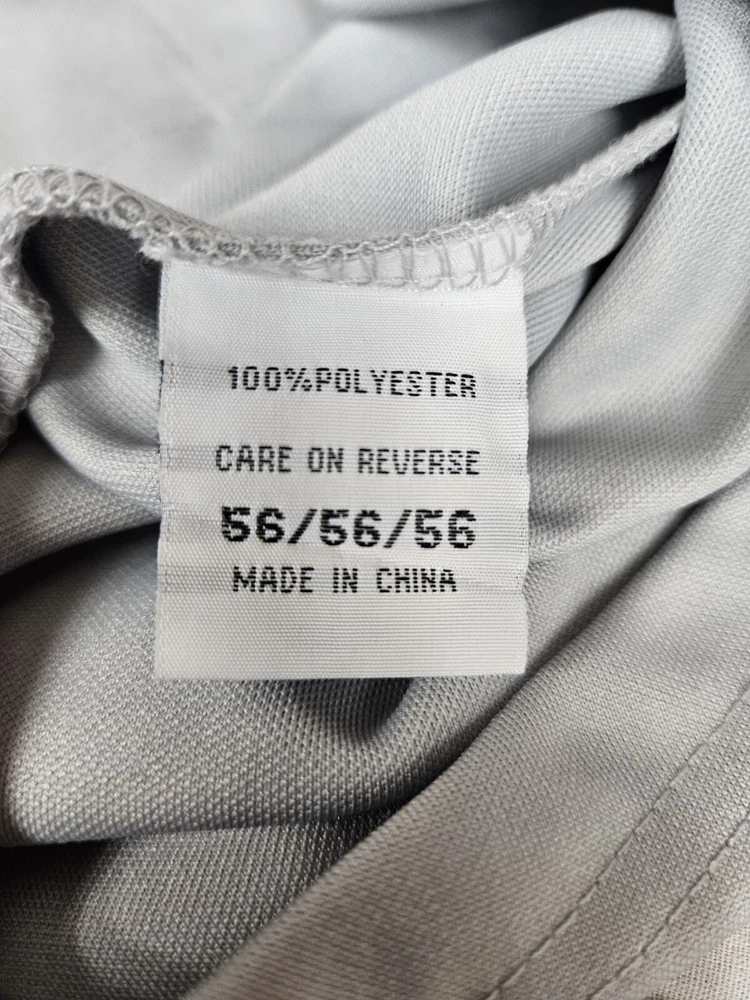 100%POLYESTER
CARE ON REVERSE
56/56/56
MADE IN CHINA